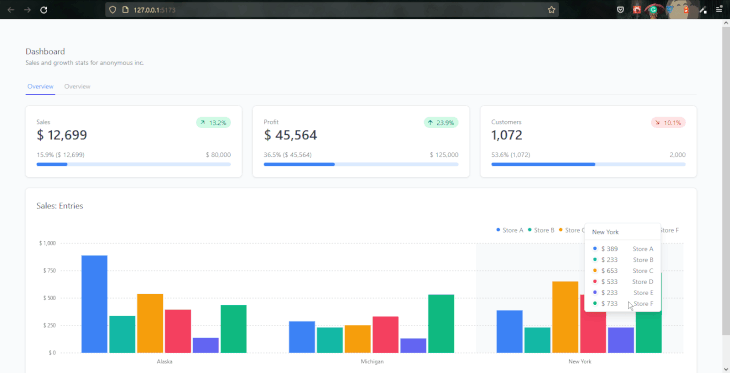 127.0.0.1:5173
Dashboard
Sales and growth stats for anonymous inc.
Overview Overview
Sales 13.2%
$ 12,699
15.9% ($ 12,699) $ 80,000
Profit 23.9%
$ 45,564
36.5% ($ 45,564) $ 125,000
Customers 10.1%
1,072
53.6% (1,072) 2,000
Sales: Entries
Store A Store B Store F
New York
$ 389 Store A
$ 233 Store B
$ 653 Store C
$ 533 Store D
$ 233 Store E
$ 733 Store F
$ 1,000
$ 750
$ 500
$ 250
$ 0
Alaska Michigan New York